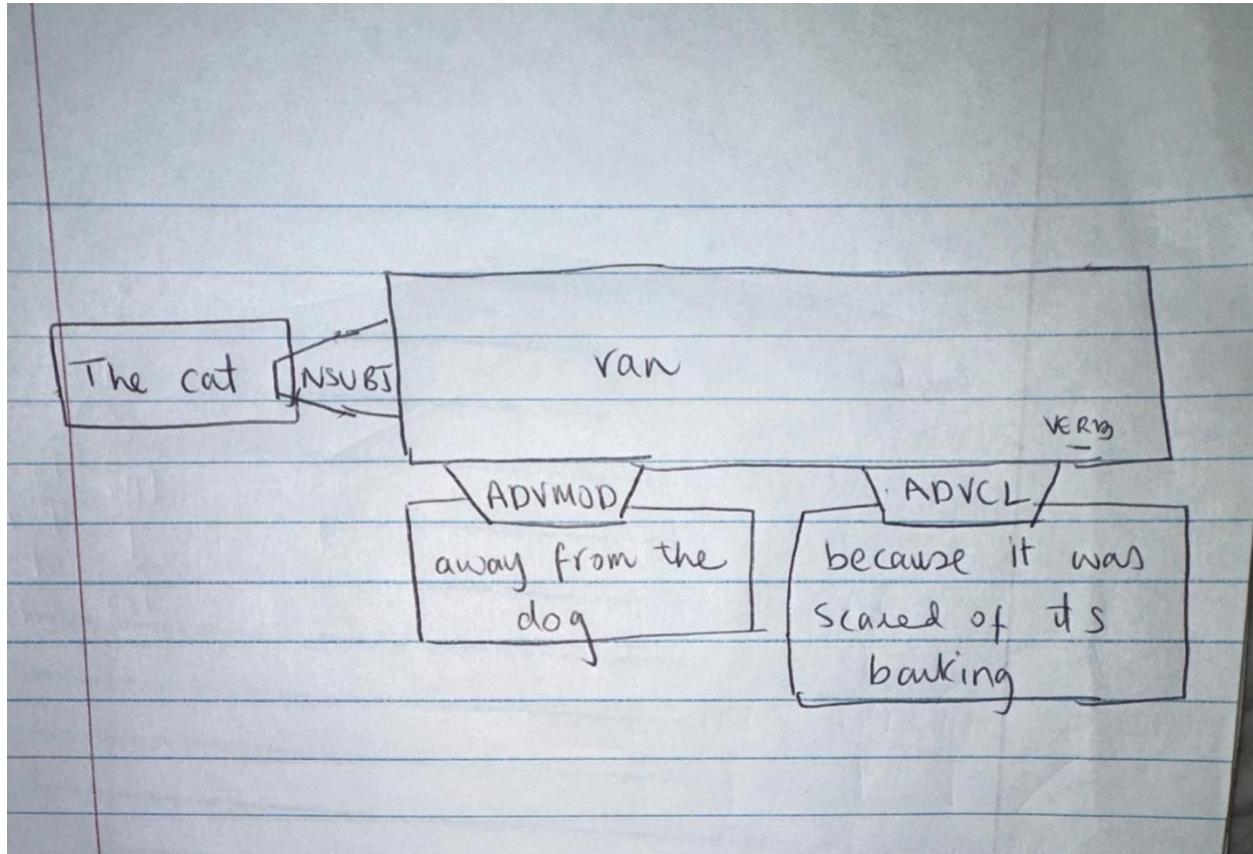 The cat
NSUBJ
ran
VERB
ADVMOD
ADVCL
away from the
dog
because it was
scared of its
barking